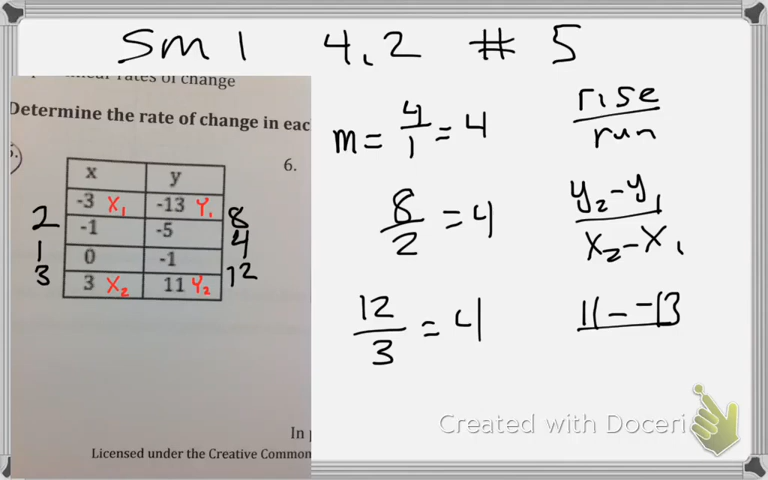 Sm 1 4.2 # 5
rates of change
Determine the rate of change in eac
6.
x y
-3 X1 -13 Y1
-1 -5
0 -1
3 X2 11 Y2
2 8
1 4
3 12
m = 4/1 = 4
8/2 = 4
12/3 = 4
rise
run
y2-y1
x2-x1
11 - -13
In
Licensed under the Creative Common
Created with Doceri